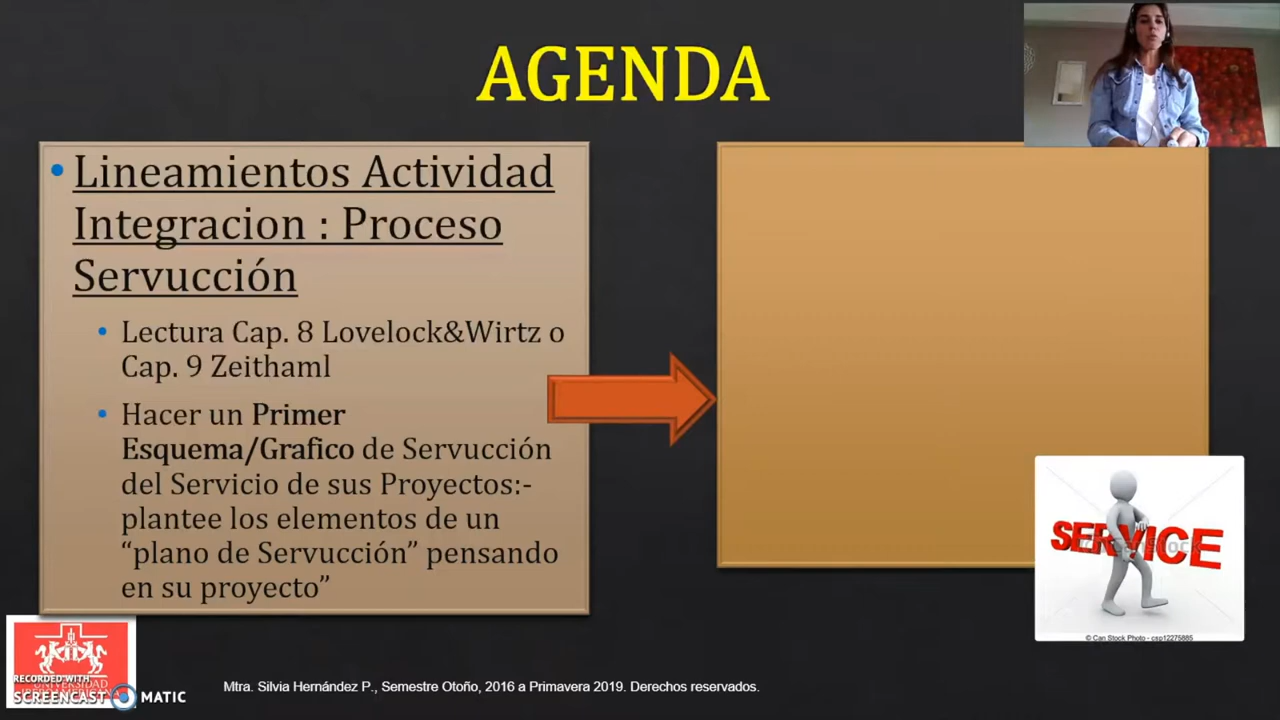 AGENDA
• Lineamientos Actividad
Integracion : Proceso
Servucción
• Lectura Cap. 8 Lovelock&Wirtz o
Cap. 9 Zeithaml
• Hacer un Primer
Esquema/Grafico de Servucción
del Servicio de sus Proyectos:-
plantee los elementos de un
“plano de Servucción” pensando
en su proyecto”
SERVICE
© Can Stock Photo - csp12275885
RECORDED WITH
UNIVERSIDAD
SCREENCAST MATIC
Mtra. Silvia Hernández P., Semestre Otoño, 2016 a Primavera 2019. Derechos reservados.